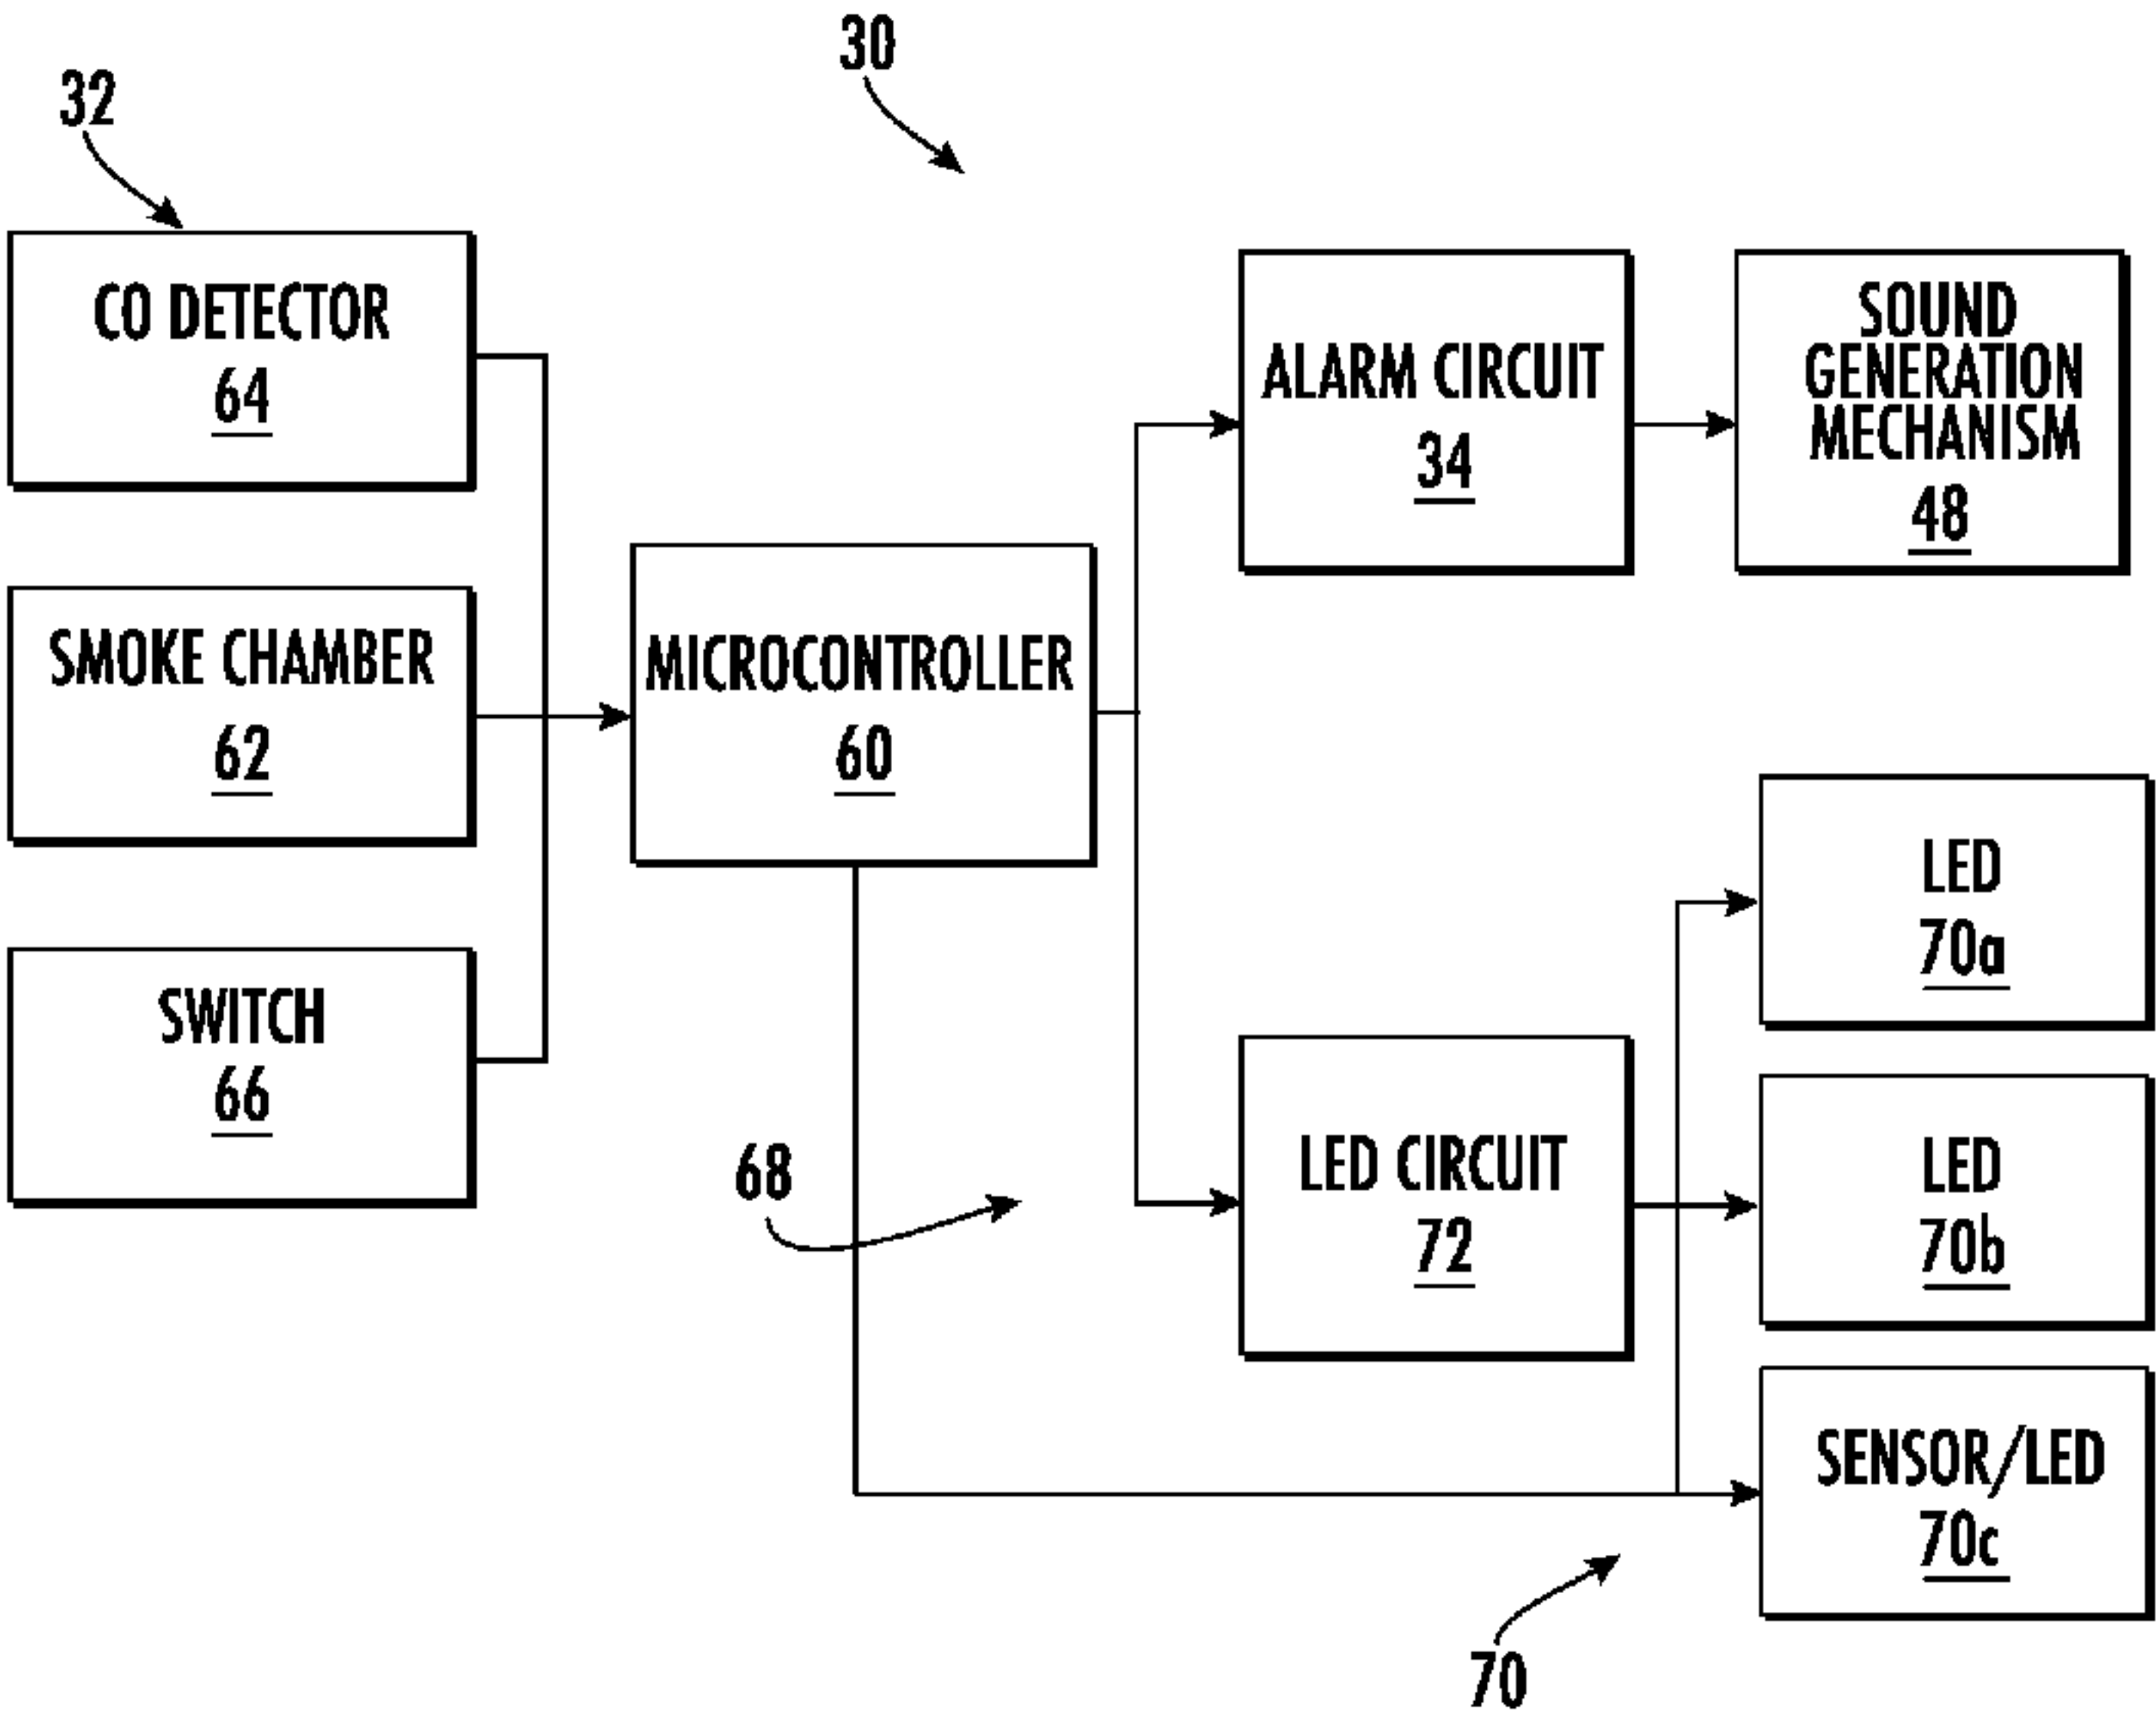 30
32
CO DETECTOR
64
SMOKE CHAMBER
62
SWITCH
66
MICROCONTROLLER
60
ALARM CIRCUIT
34
SOUND
GENERATION
MECHANISM
48
68
LED CIRCUIT
72
LED
70a
LED
70b
SENSOR/LED
70c
70